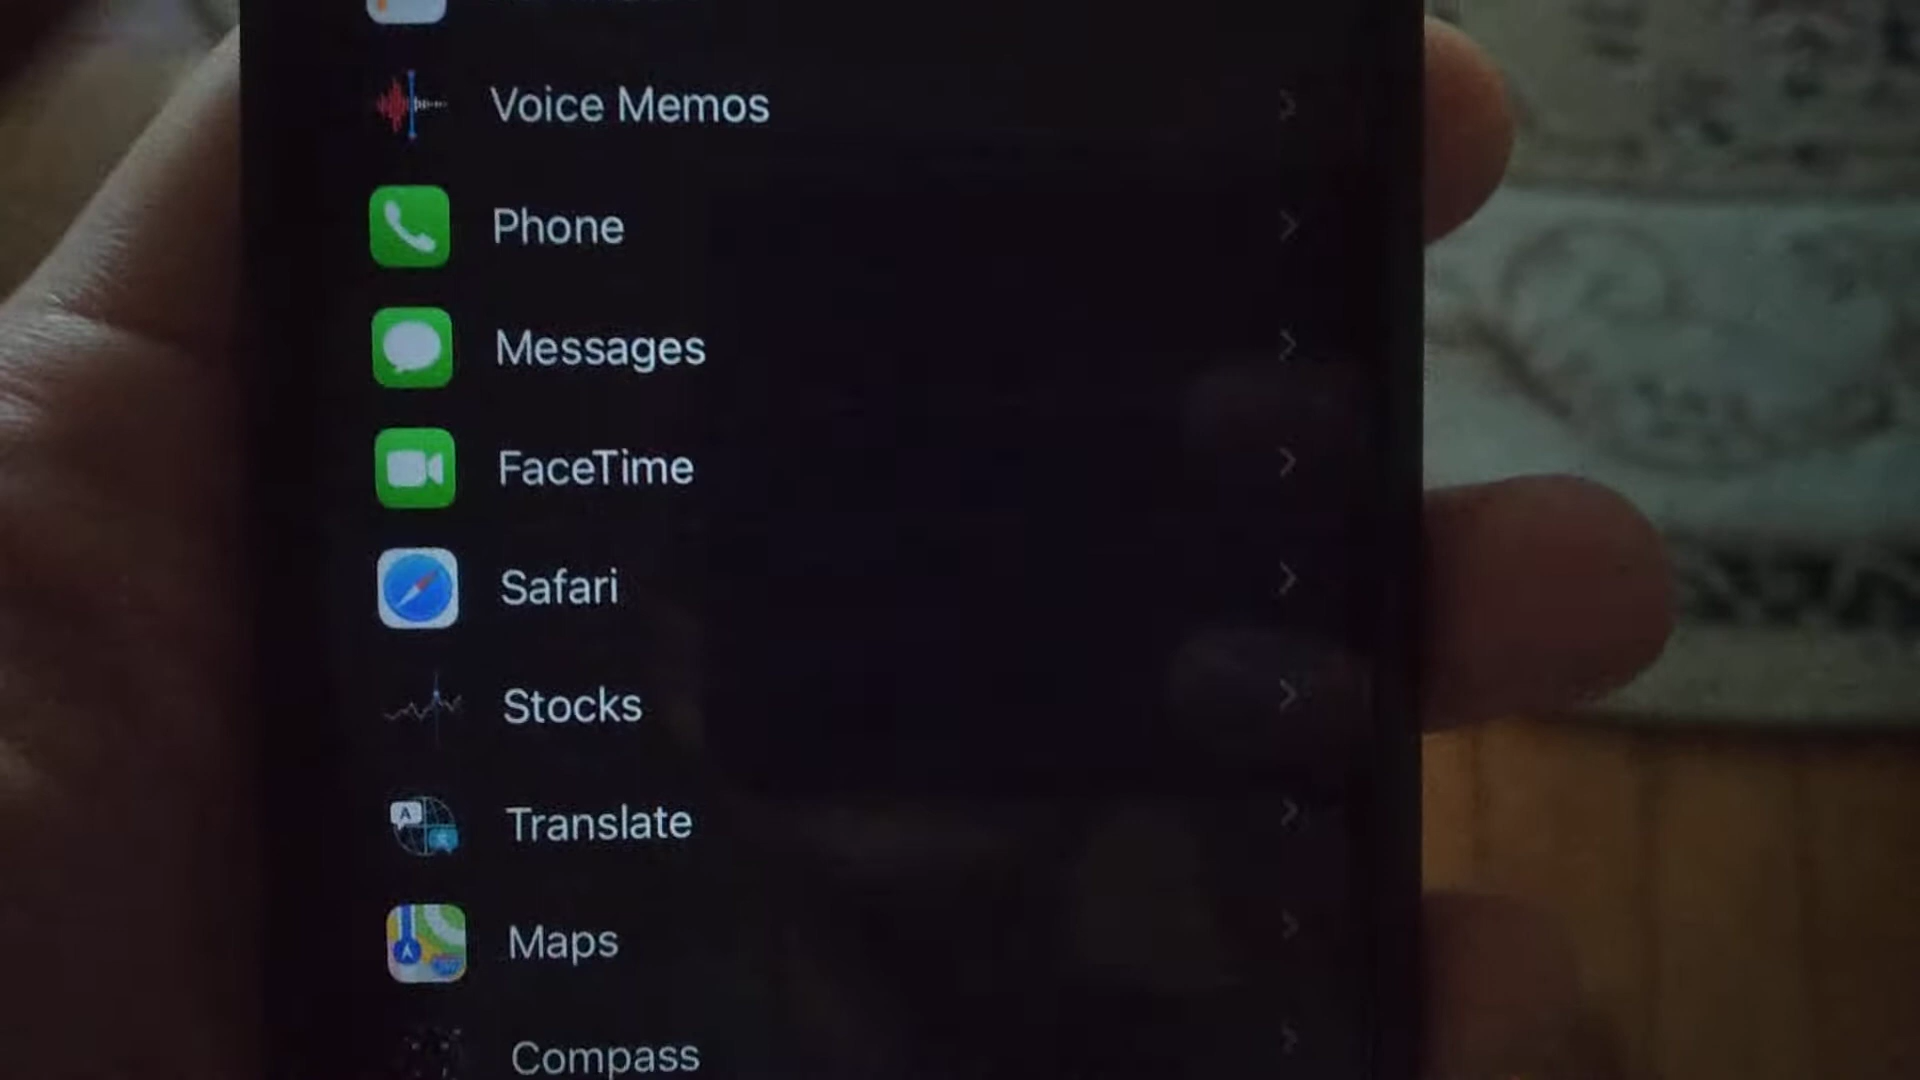 Voice Memos
Phone
Messages
FaceTime
Safari
Stocks
Translate
Maps
Compass